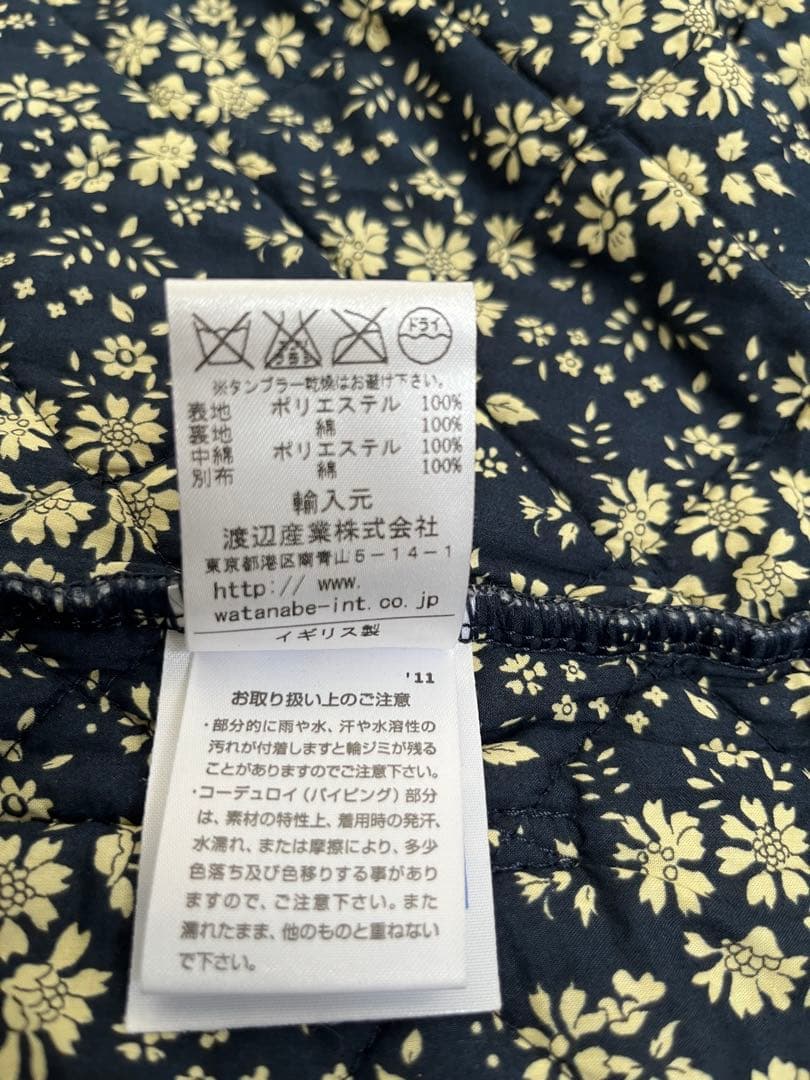 ドライ
※タンブラー乾燥はお避け下さい。
表地 ポリエステル 100%
裏地 綿 100%
中綿 ポリエステル 100%
別布 綿 100%
輸入元
渡辺産業株式会社
東京都港区南青山5-14-1
http:// www.
watanabe-int.co.jp
イギリス製
'11
お取り扱い上のご注意
・部分的に雨や水、汗や水溶性の
汚れが付着しますと輪ジミが残る
ことがありますのでご注意下さい。
・コーデュロイ(パイピング)部分
は、素材の特性上、着用時の発汗、
水濡れ、または摩擦により、多少
色落ち及び色移りする事があり
ますので、ご注意下さい。また
濡れたまま、他のものと重ねない
で下さい。